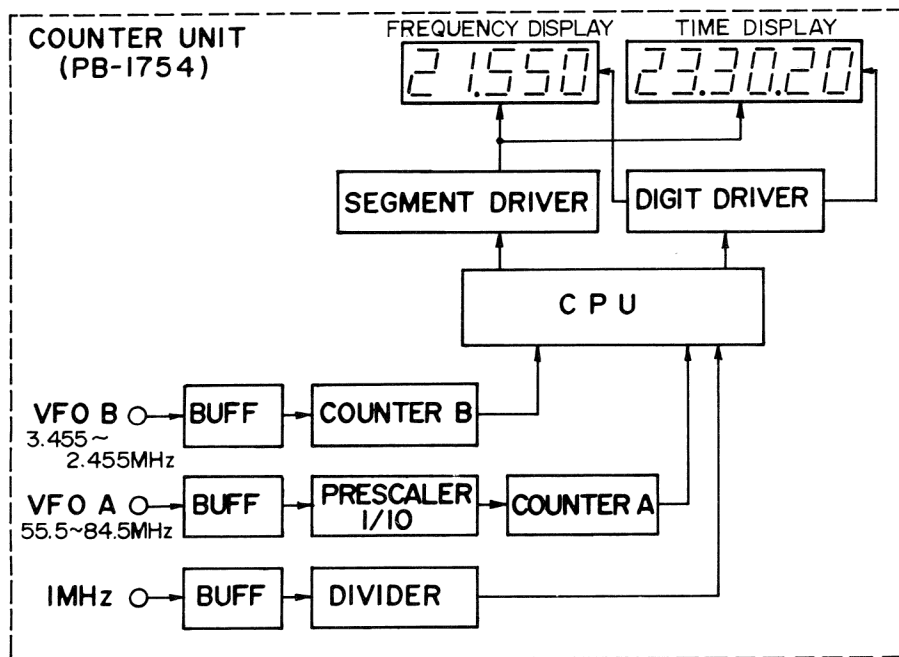 COUNTER UNIT
(PB-1754)
FREQUENCY DISPLAY
TIME DISPLAY
21.550
23.30.20
SEGMENT DRIVER
DIGIT DRIVER
CPU
VFO B
3.455~
2.455MHz
BUFF
COUNTER B
VFO A
55.5~84.5MHz
BUFF
PRESCALER
1/10
COUNTER A
1MHz
BUFF
DIVIDER